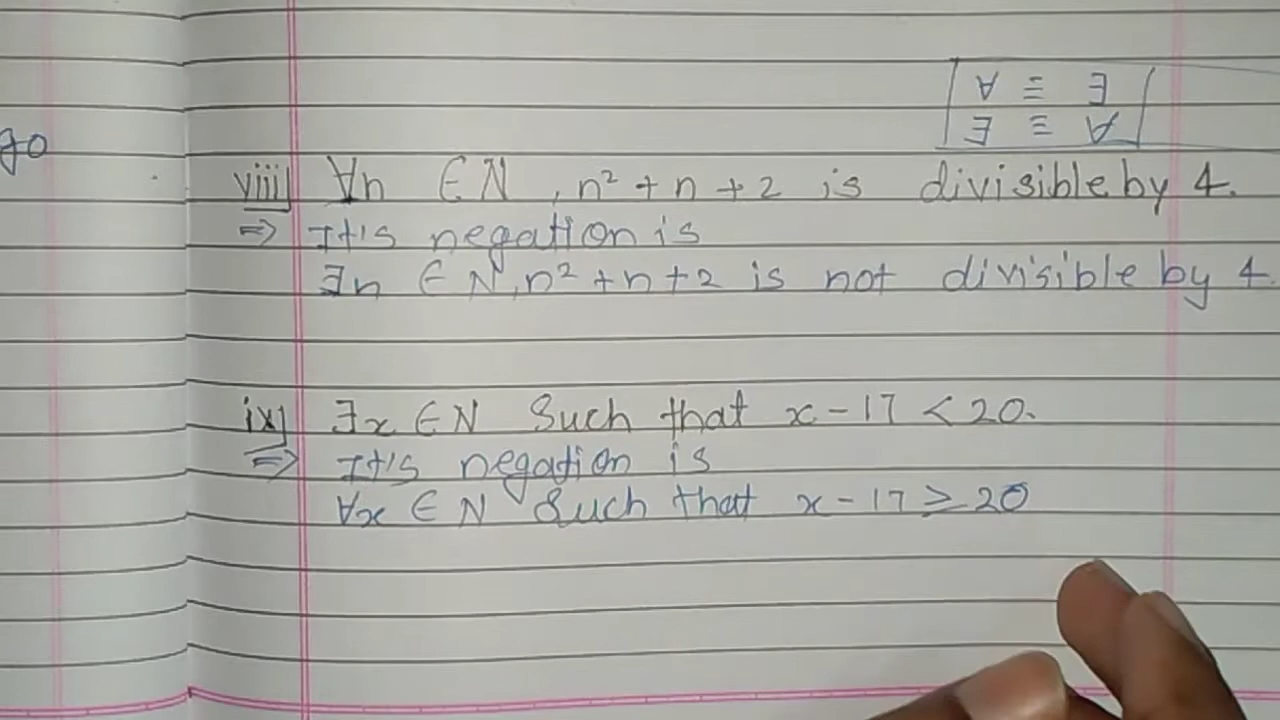 ∀ ≡ ∃
∃ ≡ ∀
go
viii] ∀n ∈ N, n² + n + 2 is divisible by 4.
⇒ It's negation is
∃n ∈ N, n² + n + 2 is not divisible by 4.
ix] ∃x ∈ N Such that x - 17 < 20.
⇒ It's negation is
∀x ∈ N Such that x - 17 ≥ 20